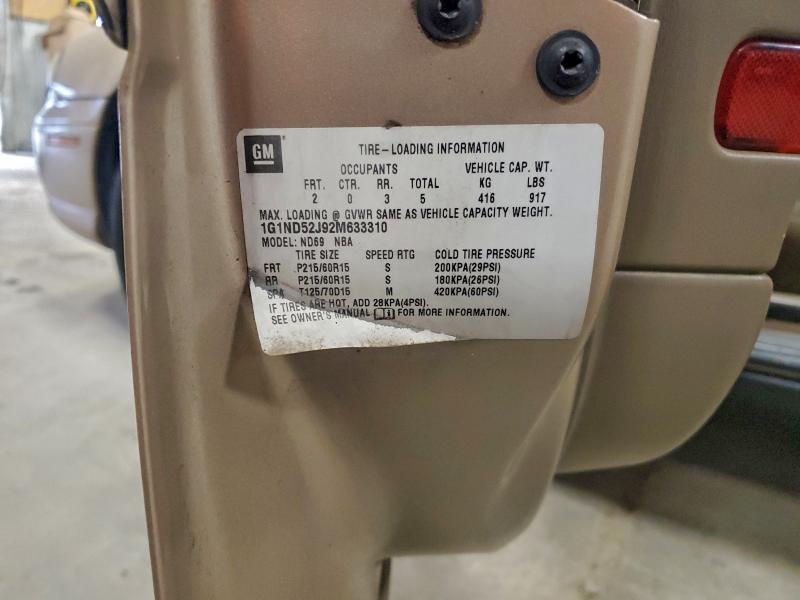 GM
TIRE-LOADING INFORMATION
OCCUPANTS VEHICLE CAP. WT.
FRT. CTR. RR. TOTAL KG LBS
2 0 3 5 416 917
MAX. LOADING @ GVWR SAME AS VEHICLE CAPACITY WEIGHT.
1G1ND52J92M633310
MODEL: ND69 NBA
TIRE SIZE SPEED RTG COLD TIRE PRESSURE
FRT P215/60R15 S 200KPA(29PSI)
RR P215/60R15 S 180KPA(26PSI)
SPA T125/70D15 M 420KPA(60PSI)
IF TIRES ARE HOT, ADD 28KPA(4PSI).
SEE OWNER'S MANUAL FOR MORE INFORMATION.